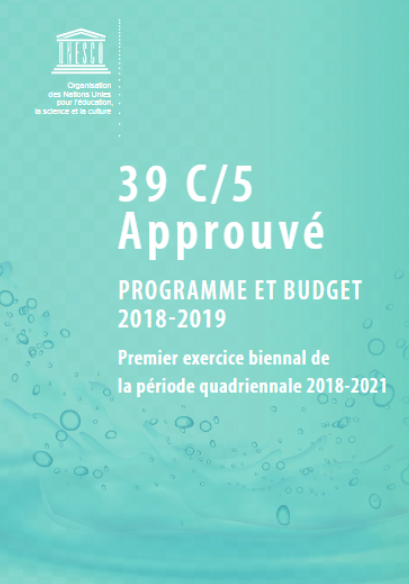 UNESCO
Organisation
des Nations Unies
pour l'éducation,
la science et la culture
39 C/5
Approuvé
PROGRAMME ET BUDGET
2018-2019
Premier exercice biennal de
la période quadriennale 2018-2021